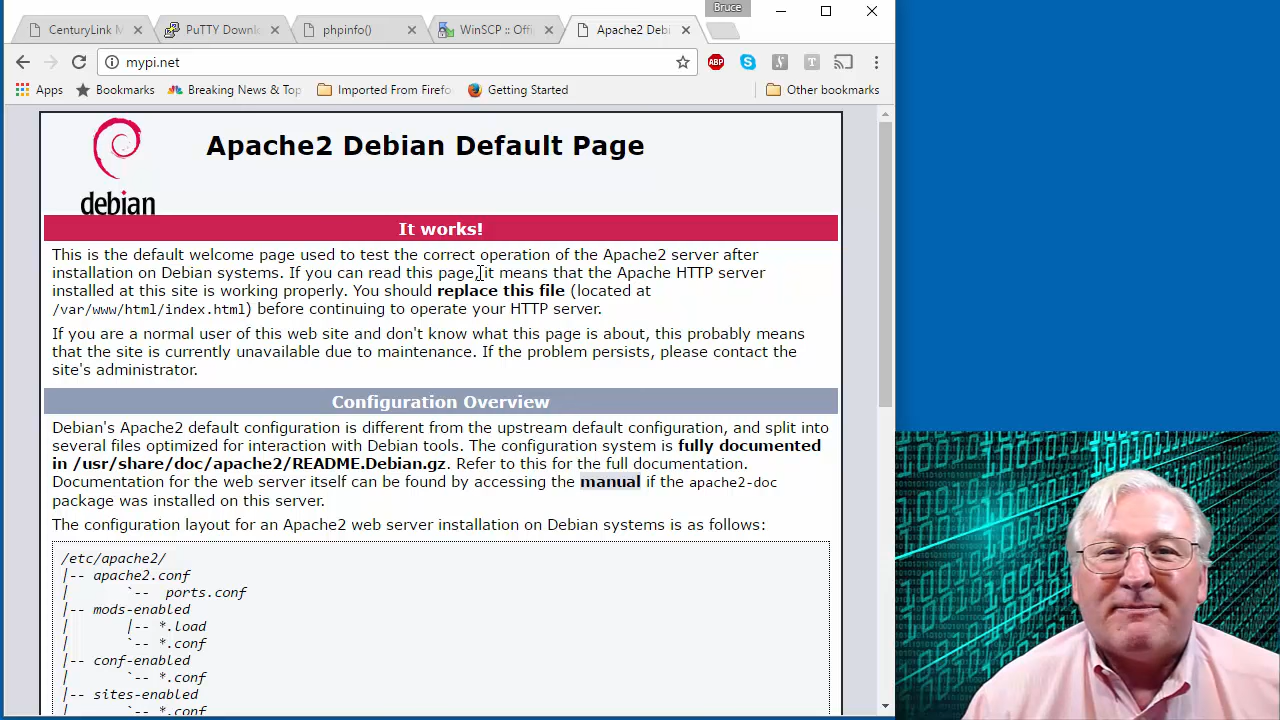 Bruce
CenturyLink M
PuTTY Downlo
phpinfo()
WinSCP :: Offi
Apache2 Debi
mypi.net
ABP
Apps
Bookmarks
Breaking News & Top
Imported From Firefo
Getting Started
Other bookmarks
debian
Apache2 Debian Default Page
It works!
This is the default welcome page used to test the correct operation of the Apache2 server after
installation on Debian systems. If you can read this page, it means that the Apache HTTP server
installed at this site is working properly. You should replace this file (located at
/var/www/html/index.html) before continuing to operate your HTTP server.
If you are a normal user of this web site and don't know what this page is about, this probably means
that the site is currently unavailable due to maintenance. If the problem persists, please contact the
site's administrator.
Configuration Overview
Debian's Apache2 default configuration is different from the upstream default configuration, and split into
several files optimized for interaction with Debian tools. The configuration system is fully documented
in /usr/share/doc/apache2/README.Debian.gz. Refer to this for the full documentation.
Documentation for the web server itself can be found by accessing the manual if the apache2-doc
package was installed on this server.
The configuration layout for an Apache2 web server installation on Debian systems is as follows:
/etc/apache2/
|-- apache2.conf
|       `--  ports.conf
|-- mods-enabled
|       |-- *.load
|       `-- *.conf
|-- conf-enabled
|       `-- *.conf
|-- sites-enabled
|       `-- *.conf